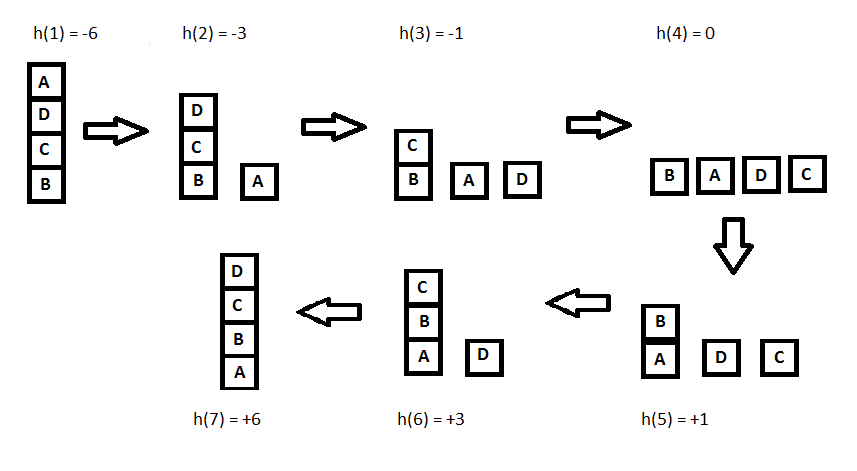 h(1) = -6
h(2) = -3
h(3) = -1
h(4) = 0
A
D
C
B
D
C
B
A
C
B
A
D
B
A
D
C
D
C
B
A
C
B
A
D
B
A
D
C
h(7) = +6
h(6) = +3
h(5) = +1